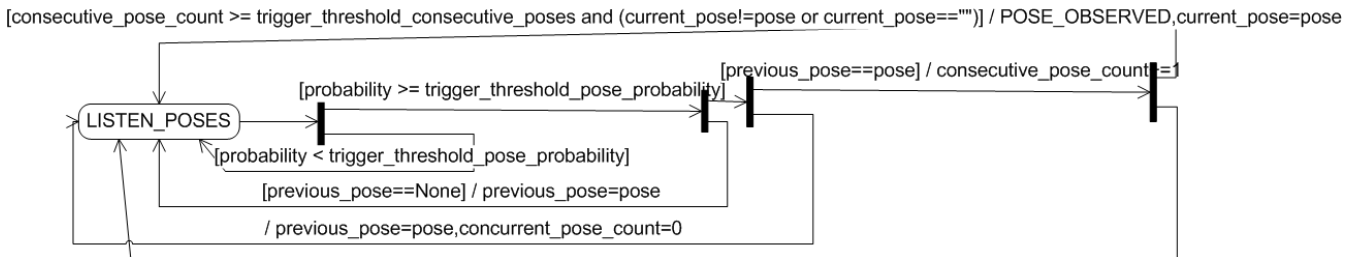 [consecutive_pose_count >= trigger_threshold_consecutive_poses and (current_pose!=pose or current_pose=="")] / POSE_OBSERVED,current_pose=pose
[previous_pose==pose] / consecutive_pose_count+=1
[probability >= trigger_threshold_pose_probability]
LISTEN_POSES
[probability < trigger_threshold_pose_probability]
[previous_pose==None] / previous_pose=pose
/ previous_pose=pose,concurrent_pose_count=0